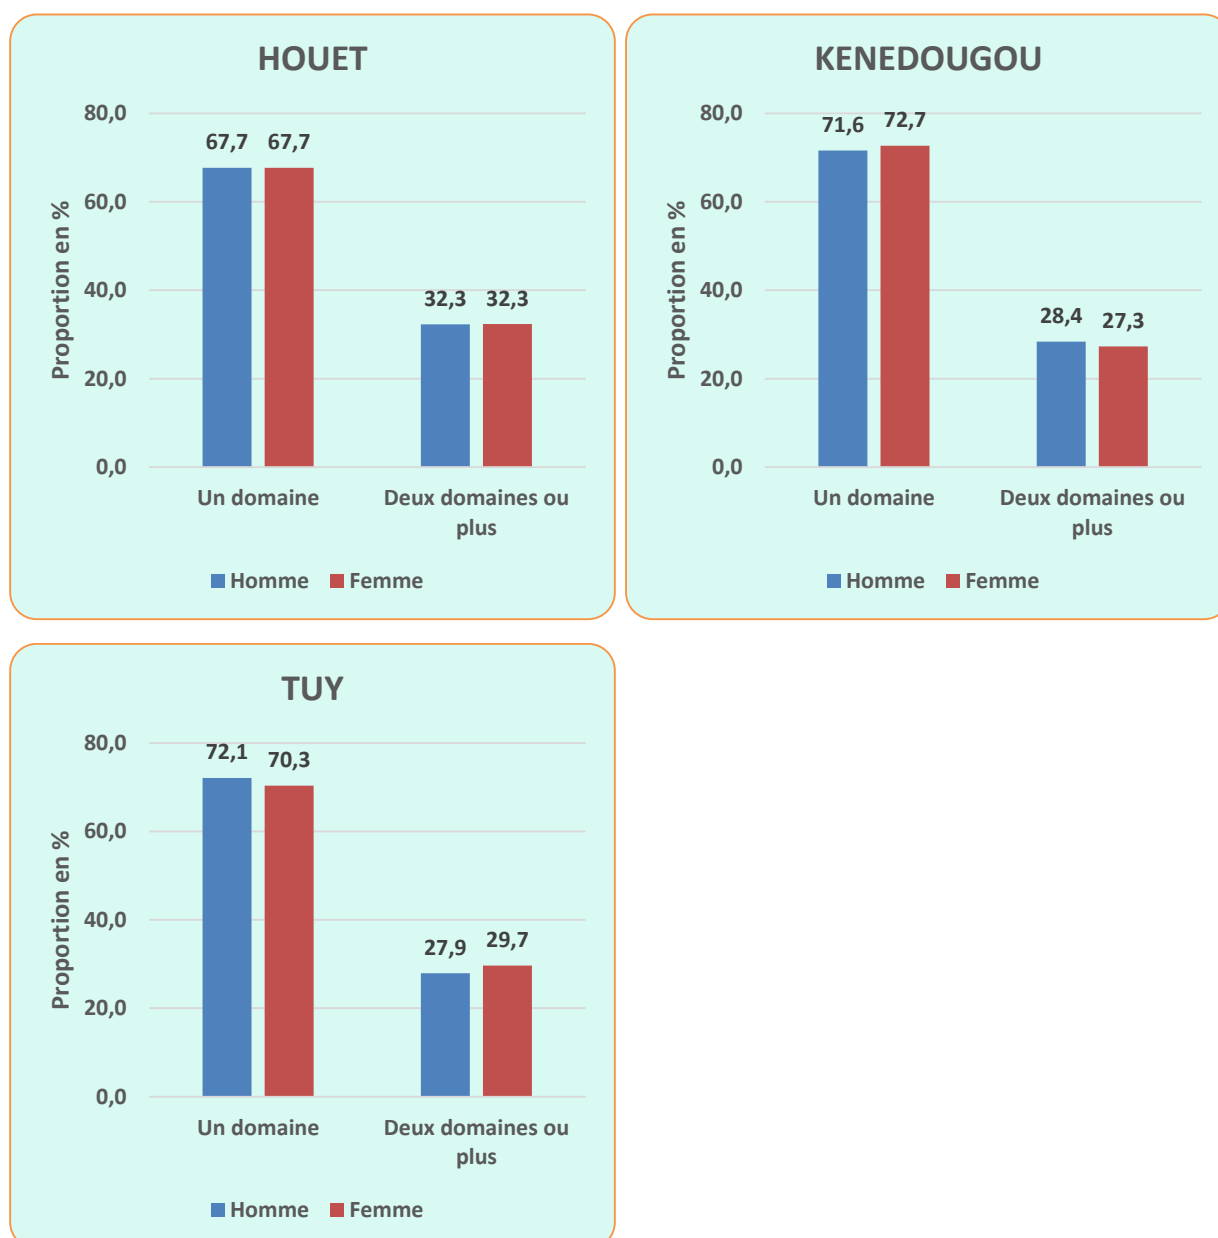 HOUET
80,0
67,7
67,7
60,0
40,0
32,3
32,3
20,0
0,0
Proportion en %
Un domaine
Deux domaines ou
plus
Homme
Femme
KENEDOUGOU
80,0
71,6
72,7
60,0
40,0
28,4
27,3
20,0
0,0
Proportion en %
Un domaine
Deux domaines ou
plus
Homme
Femme
TUY
80,0
72,1
70,3
60,0
40,0
27,9
29,7
20,0
0,0
Proportion en %
Un domaine
Deux domaines ou
plus
Homme
Femme